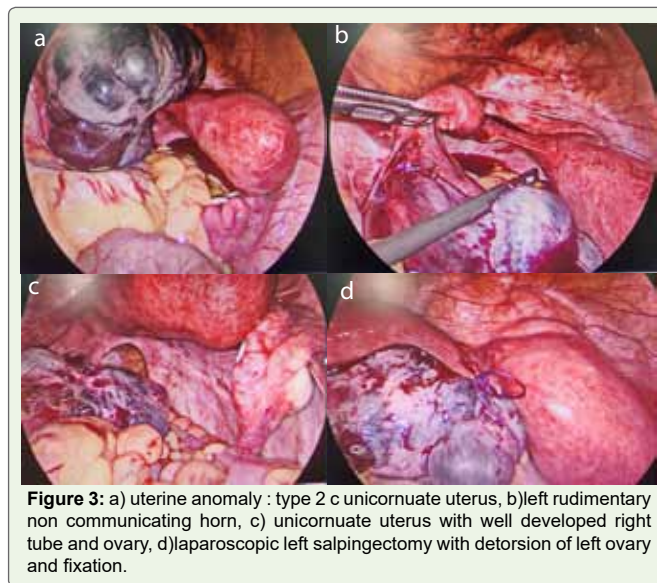 a
b
c
d
Figure 3: a) uterine anomaly : type 2 c unicornuate uterus, b)left rudimentary
non communicating horn, c) unicornuate uterus with well developed right
tube and ovary, d)laparoscopic left salpingectomy with detorsion of left ovary
and fixation.